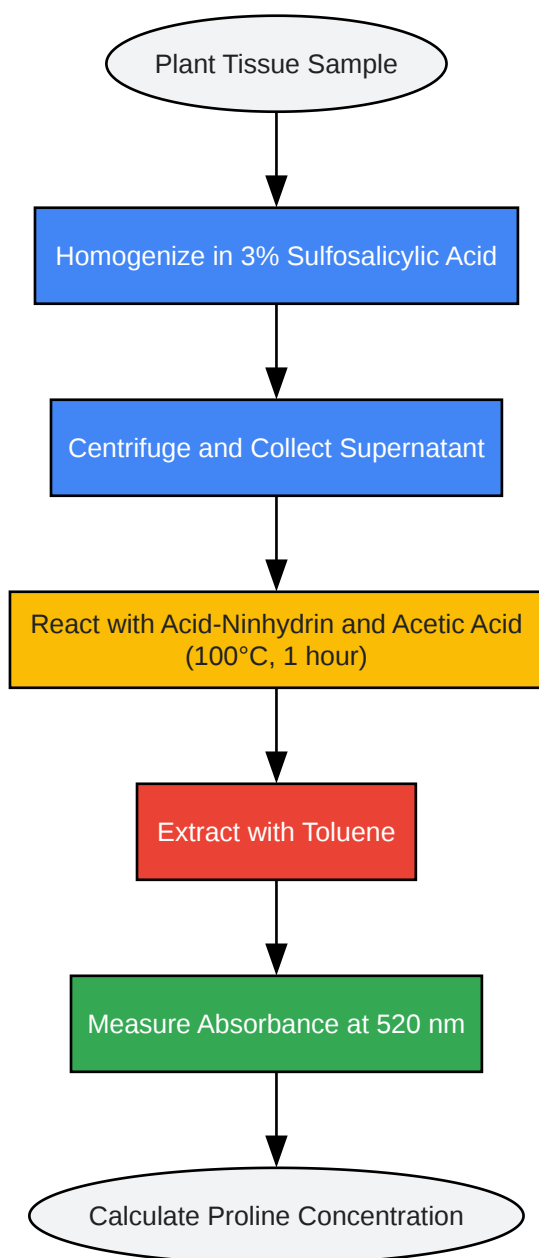 Plant Tissue Sample
Homogenize in 3% Sulfosalicylic Acid
Centrifuge and Collect Supernatant
React with Acid-Ninhydrin and Acetic Acid
(100°C, 1 hour)
Extract with Toluene
Measure Absorbance at 520 nm
Calculate Proline Concentration